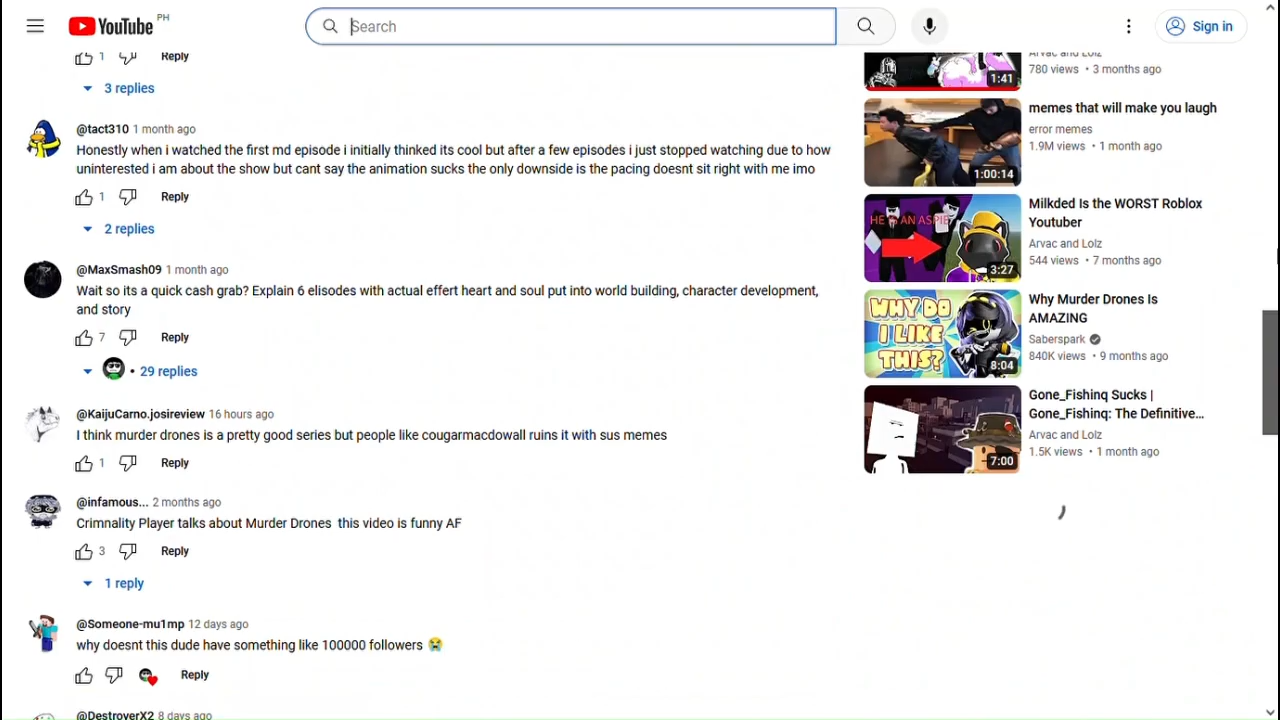 YouTube PH
Search
Sign in
1 Reply
3 replies
@tact310 1 month ago
Honestly when i watched the first md episode i initially thinked its cool but after a few episodes i just stopped watching due to how
uninterested i am about the show but cant say the animation sucks the only downside is the pacing doesnt sit right with me imo
1 Reply
2 replies
@MaxSmash09 1 month ago
Wait so its a quick cash grab? Explain 6 episodes with actual effert heart and soul put into world building, character development,
and story
7 Reply
• 29 replies
@KaijuCarno.josireview 16 hours ago
I think murder drones is a pretty good series but people like cougarmacdowall ruins it with sus memes
1 Reply
@infamous... 2 months ago
Crimnality Player talks about Murder Drones this video is funny AF
3 Reply
1 reply
@Someone-mu1mp 12 days ago
why doesnt this dude have something like 100000 followers 😭
Reply
@DestroyerX2 8 days ago
Arvac and Lolz
780 views • 3 months ago
1:41
memes that will make you laugh
error memes
1.9M views • 1 month ago
1:00:14
Milkded Is the WORST Roblox
Youtuber
Arvac and Lolz
544 views • 7 months ago
HE IS AN ASPIE
3:27
Why Murder Drones Is
AMAZING
Saberspark
840K views • 9 months ago
WHY DO
I LIKE
THIS?
8:04
Gone_Fishinq Sucks |
Gone_Fishinq: The Definitive...
Arvac and Lolz
1.5K views • 1 month ago
7:00